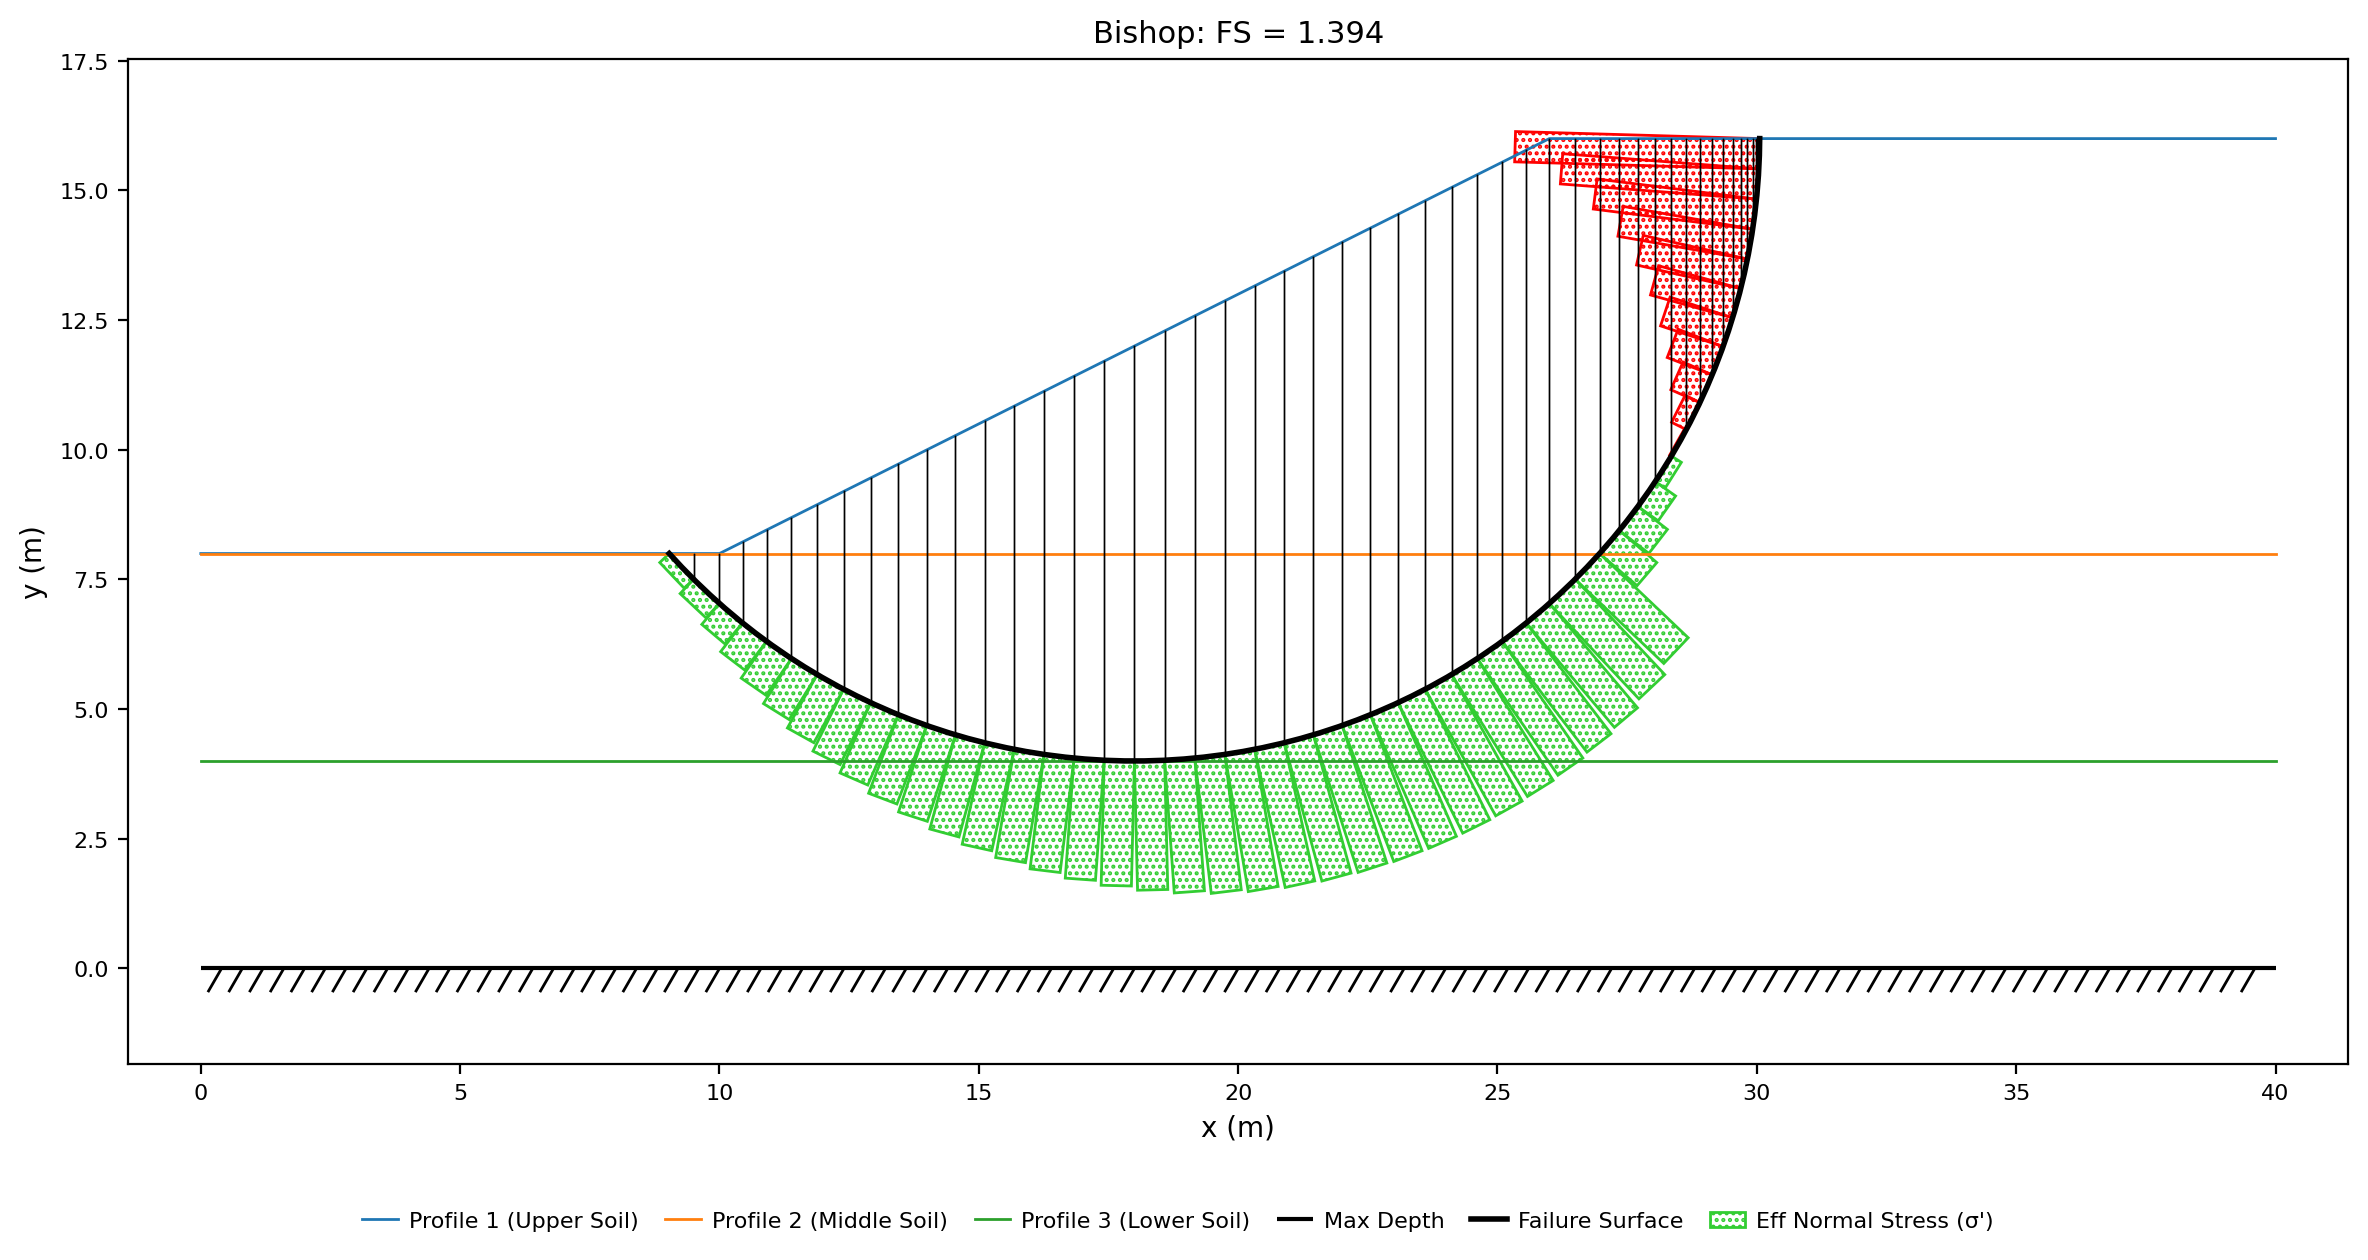 Bishop: FS = 1.394
17.5
15.0
12.5
10.0
7.5
5.0
2.5
0.0
y (m)
0 5 10 15 20 25 30 35 40
x (m)
Profile 1 (Upper Soil) Profile 2 (Middle Soil) Profile 3 (Lower Soil) Max Depth Failure Surface Eff Normal Stress (σ')